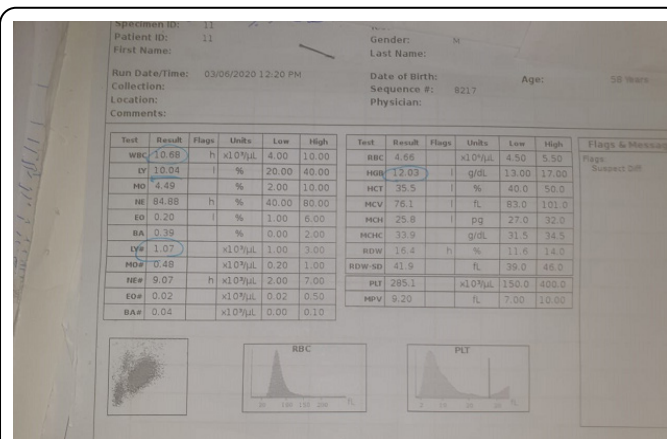 Specimen ID: 11
Patient ID: 11
Gender: M
First Name:
Last Name:
Run Date/Time: 03/06/2020 12:20 PM
Date of Birth: Age: 58 Years
Collection:
Sequence #: 8217
Location:
Physician:
Comments:
Test Result Flags Units Low High
WBC 10.68 h x10³/µL 4.00 10.00
LY 10.04 l % 20.00 40.00
MO 4.49 % 2.00 10.00
NE 84.88 h % 40.00 80.00
EO 0.20 l % 1.00 6.00
BA 0.39 % 0.00 2.00
LY# 1.07 x10³/µL 1.00 3.00
MO# 0.48 x10³/µL 0.20 1.00
NE# 9.07 h x10³/µL 2.00 7.00
EO# 0.02 x10³/µL 0.02 0.50
BA# 0.04 x10³/µL 0.00 0.10
Test Result Flags Units Low High
RBC 4.66 x10⁶/µL 4.50 5.50
HGB 12.03 l g/dL 13.00 17.00
HCT 35.5 l % 40.0 50.0
MCV 76.1 l fL 83.0 101.0
MCH 25.8 l pg 27.0 32.0
MCHC 33.9 g/dL 31.5 34.5
RDW 16.4 h % 11.6 14.0
RDW-SD 41.9 fL 39.0 46.0
PLT 285.1 x10³/µL 150.0 400.0
MPV 9.20 fL 7.00 10.00
Flags & Messag
Flags:
Suspect Diff
RBC
fL
PLT
fL